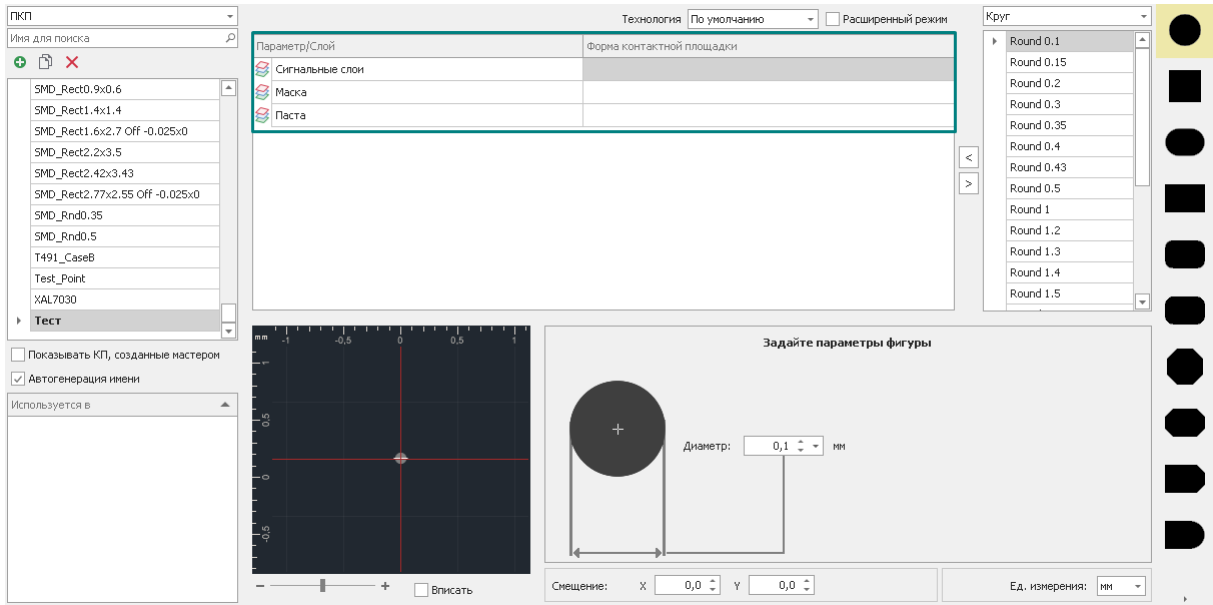 ПКП
Имя для поиска
SMD_Rect0.9x0.6
SMD_Rect1.4x1.4
SMD_Rect1.6x2.7 Off -0.025x0
SMD_Rect2.2x3.5
SMD_Rect2.42x3.43
SMD_Rect2.77x2.55 Off -0.025x0
SMD_Rnd0.35
SMD_Rnd0.5
T491_CaseB
Test_Point
XAL7030
Тест
Показывать КП, созданные мастером
Автогенерация имени
Используется в
Технология По умолчанию Расширенный режим
Параметр/Слой Форма контактной площадки
Сигнальные слои
Маска
Паста
<
>
Круг
Round 0.1
Round 0.15
Round 0.2
Round 0.3
Round 0.35
Round 0.4
Round 0.43
Round 0.5
Round 1
Round 1.2
Round 1.3
Round 1.4
Round 1.5
mm -1 -0,5 0 0,5 1
1
0,5
0
-0,5
Вписать
Задайте параметры фигуры
Диаметр: 0,1 мм
Смещение: X 0,0 Y 0,0
Ед. измерения: мм